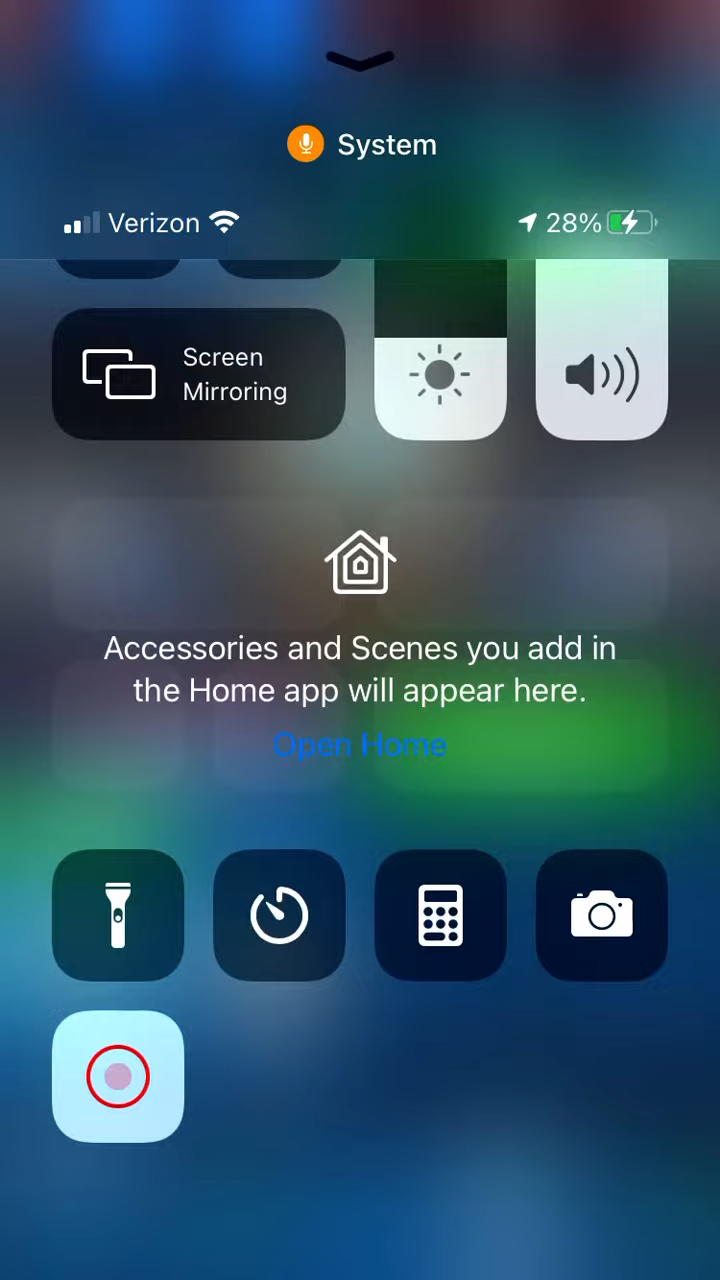 System
Verizon
28%
Screen
Mirroring
Accessories and Scenes you add in
the Home app will appear here.
Open Home